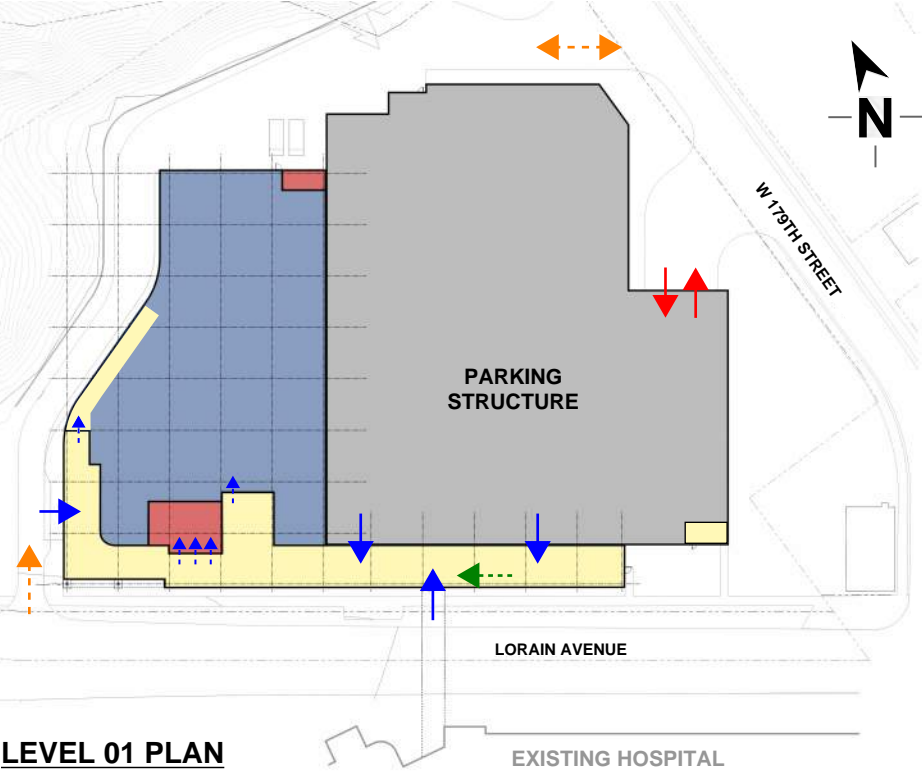 N
W 179TH STREET
PARKING
STRUCTURE
LORAIN AVENUE
LEVEL 01 PLAN
EXISTING HOSPITAL